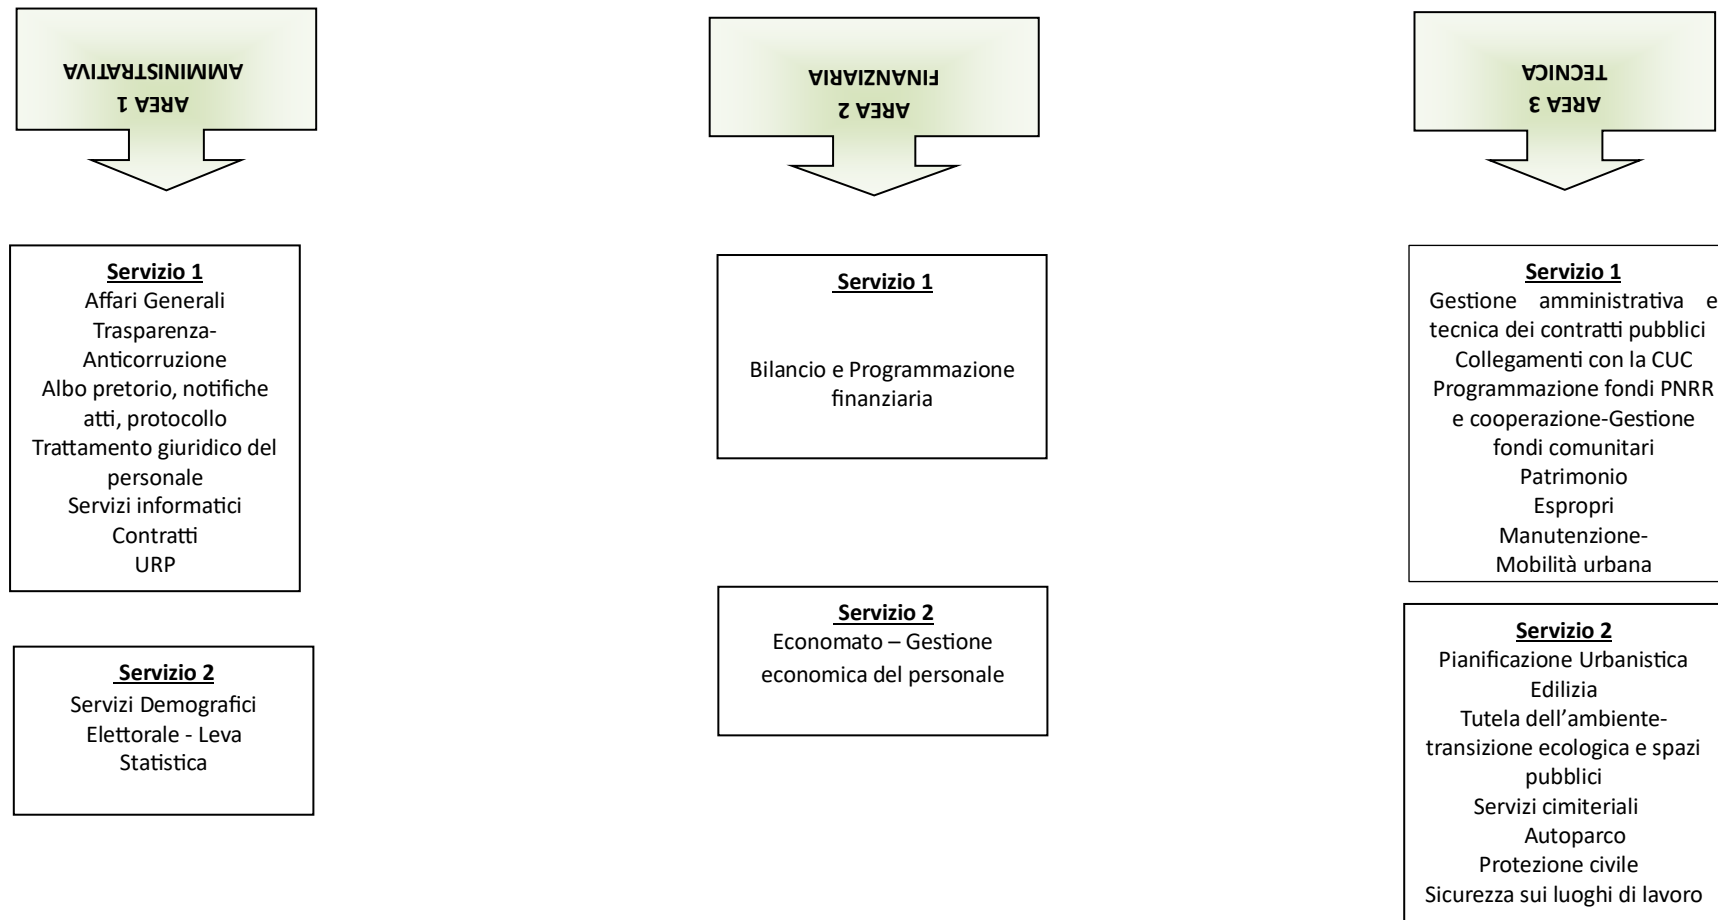 AREA 1
AMMINISTRATIVA
Servizio 1
Affari Generali
Trasparenza-
Anticorruzione
Albo pretorio, notifiche
atti, protocollo
Trattamento giuridico del
personale
Servizi informatici
Contratti
URP
Servizio 2
Servizi Demografici
Elettorale - Leva
Statistica
AREA 2
FINANZIARIA
Servizio 1
Bilancio e Programmazione
finanziaria
Servizio 2
Economato – Gestione
economica del personale
AREA 3
TECNICA
Servizio 1
Gestione amministrativa e
tecnica dei contratti pubblici
Collegamenti con la CUC
Programmazione fondi PNRR
e cooperazione-Gestione
fondi comunitari
Patrimonio
Espropri
Manutenzione-
Mobilità urbana
Servizio 2
Pianificazione Urbanistica
Edilizia
Tutela dell’ambiente-
transizione ecologica e spazi
pubblici
Servizi cimiteriali
Autoparco
Protezione civile
Sicurezza sui luoghi di lavoro